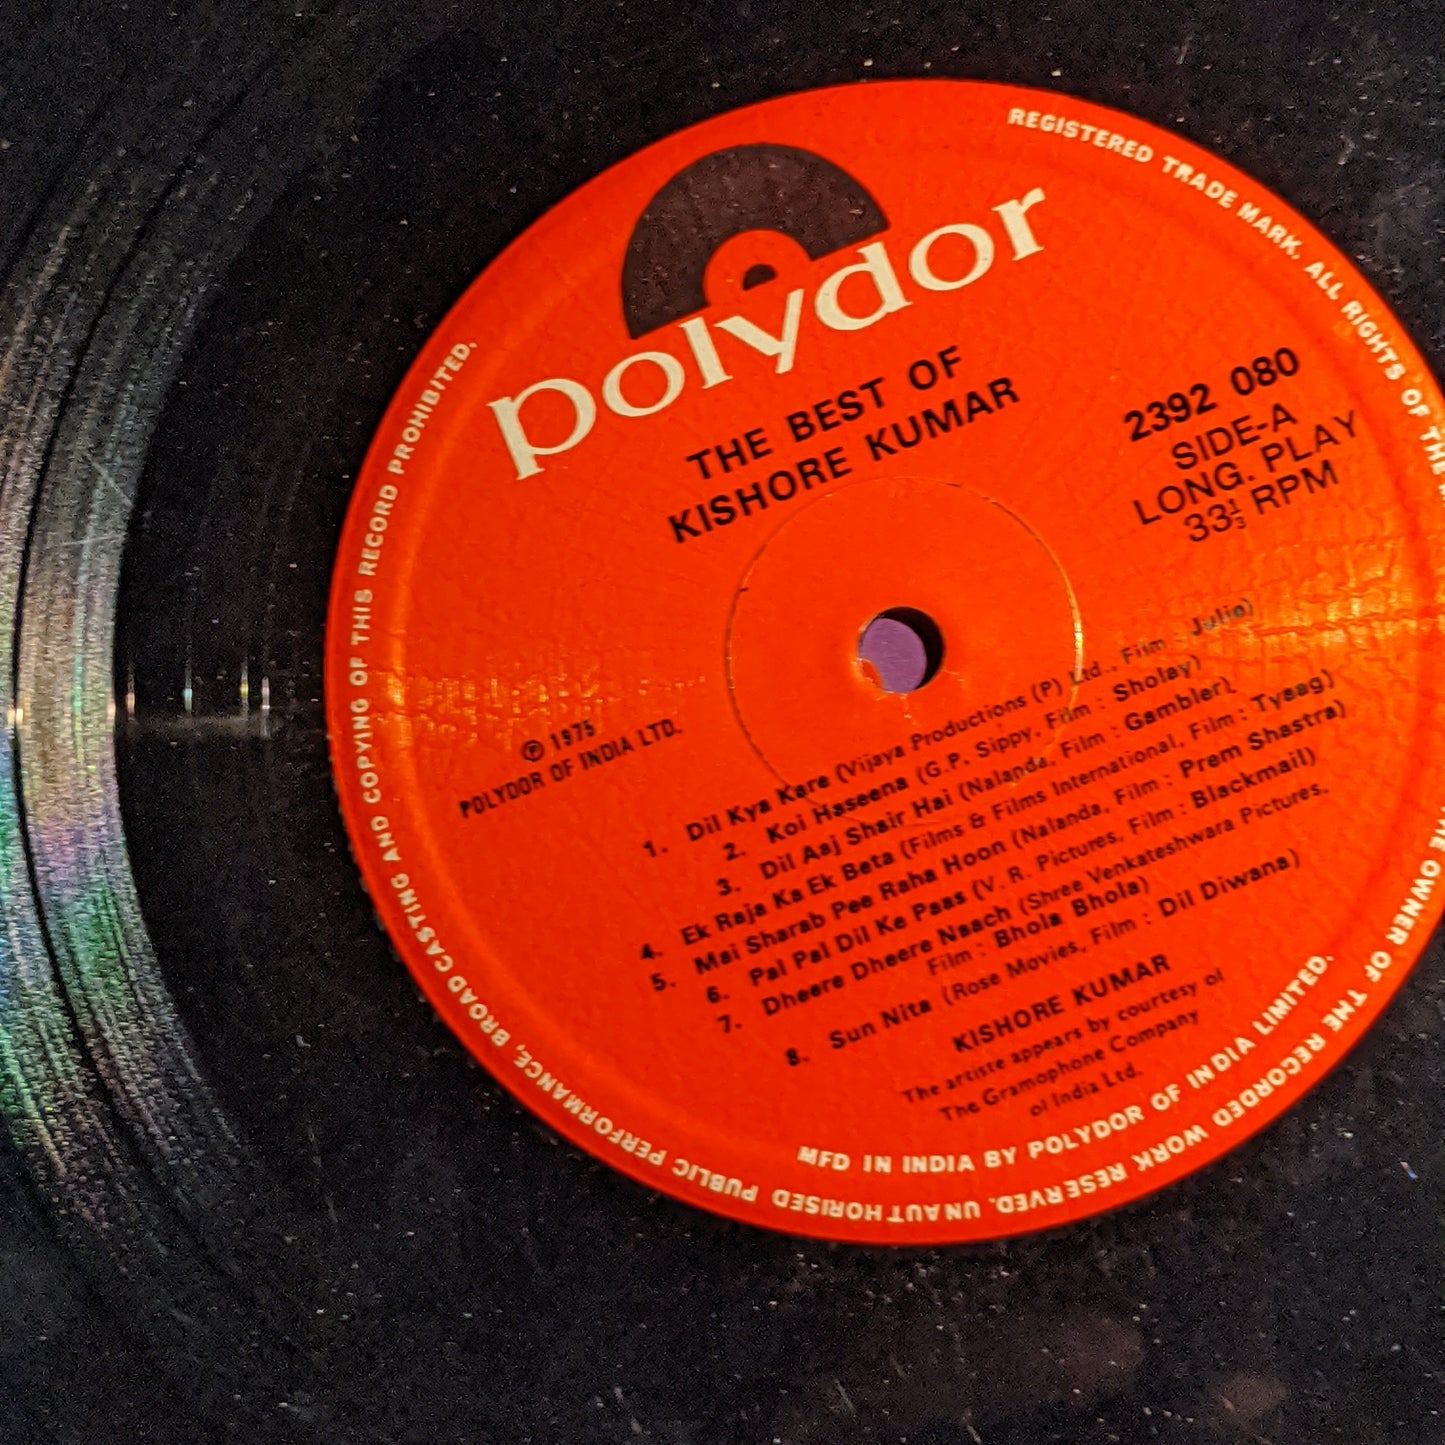 polydor
THE BEST OF
KISHORE KUMAR
2392 080
SIDE-A
LONG. PLAY
33⅓ RPM
℗ 1975
POLYDOR OF INDIA LTD.
1. Dil Kya Kare (Vijaya Productions (P) Ltd., Film : Julie)
2. Koi Haseena (G.P. Sippy, Film : Sholay)
3. Dil Aaj Shair Hai (Nalanda, Film : Gambler)
4. Ek Raja Ka Ek Beta (Films & Films International, Film : Tyaag)
5. Mai Sharab Pee Raha Hoon (Nalanda, Film : Prem Shastra)
6. Pal Pal Dil Ke Paas (V. R. Pictures, Film : Blackmail)
7. Dheere Dheere Naach (Shree Venkateshwara Pictures,
Film : Bhola Bhola)
8. Sun Nita (Rose Movies, Film : Dil Diwana)
KISHORE KUMAR
The artiste appears by courtesy of
The Gramophone Company
of India Ltd.
MFD IN INDIA BY POLYDOR OF INDIA LIMITED.
REGISTERED TRADE MARK. ALL RIGHTS OF THE OWNER OF THE RECORDED WORK RESERVED. UNAUTHORISED PUBLIC PERFORMANCE, BROADCASTING AND COPYING OF THIS RECORD PROHIBITED.